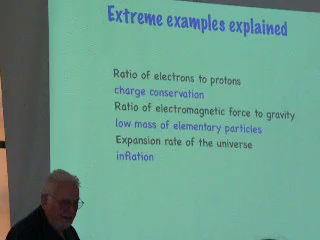 Extreme examples explained
Ratio of electrons to protons
charge conservation
Ratio of electromagnetic force to gravity
low mass of elementary particles
Expansion rate of the universe
inflation